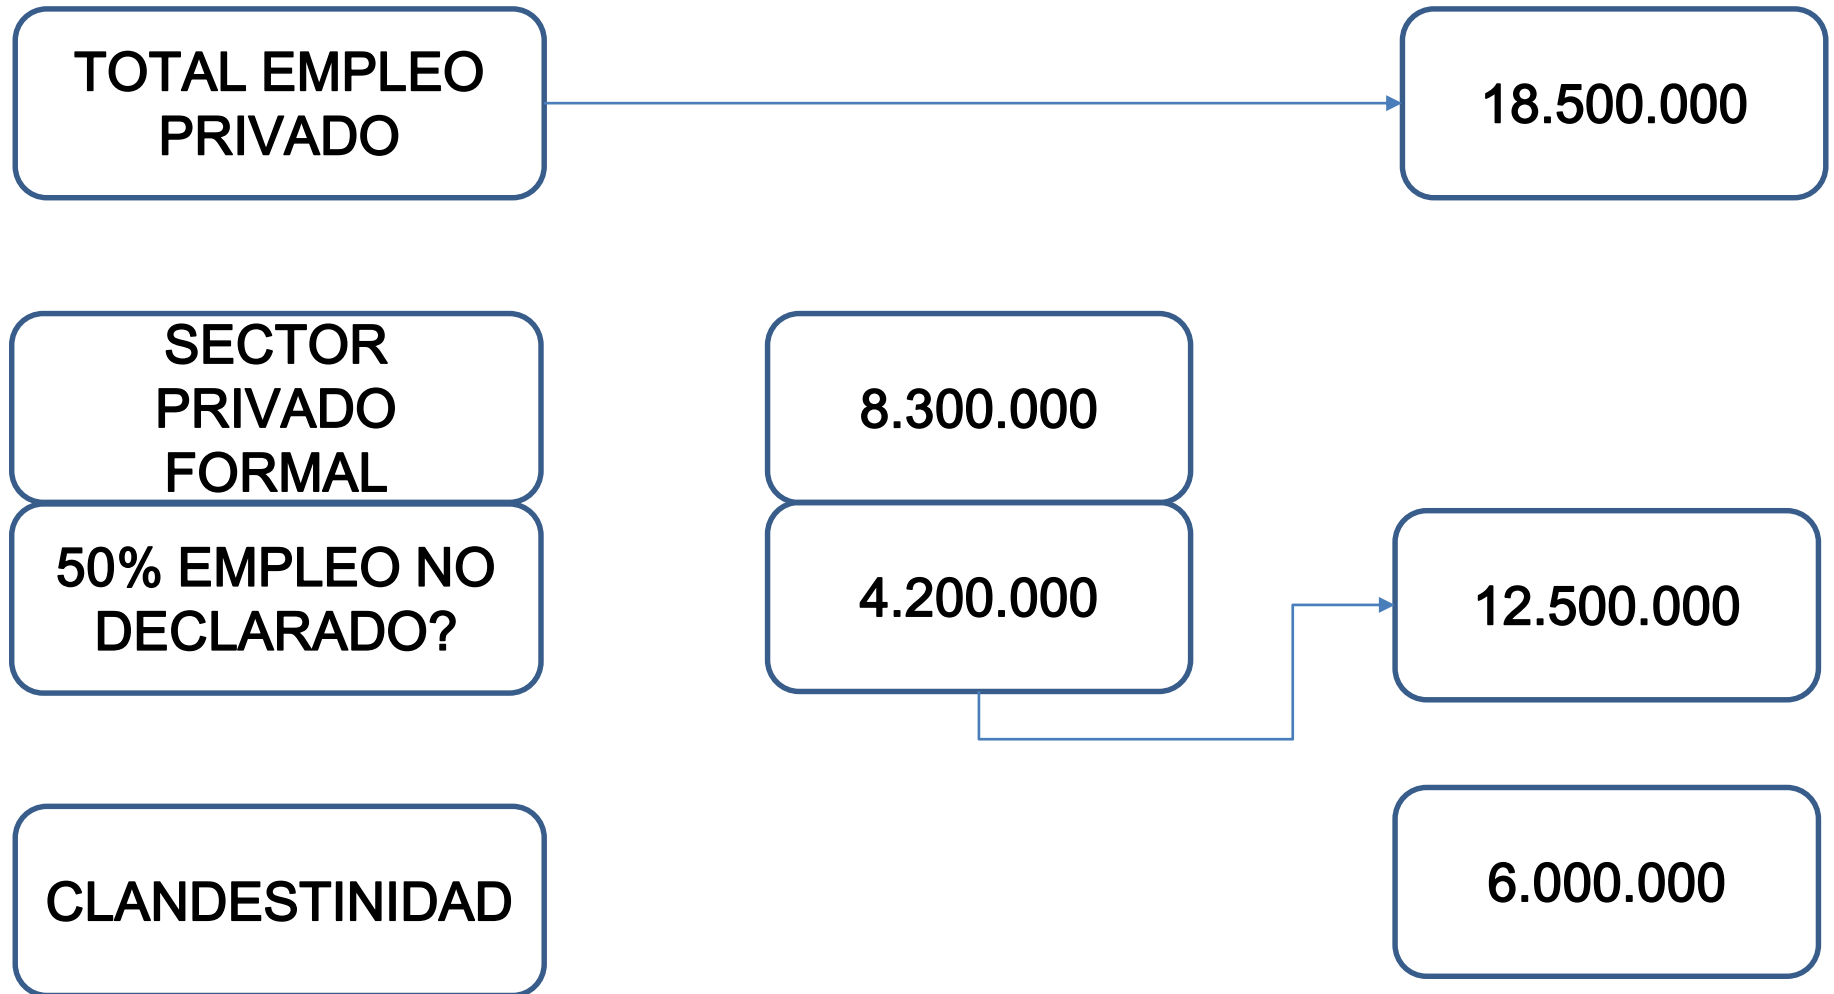 TOTAL EMPLEO
PRIVADO
18.500.000
SECTOR
PRIVADO
FORMAL
8.300.000
50% EMPLEO NO
DECLARADO?
4.200.000
12.500.000
CLANDESTINIDAD
6.000.000